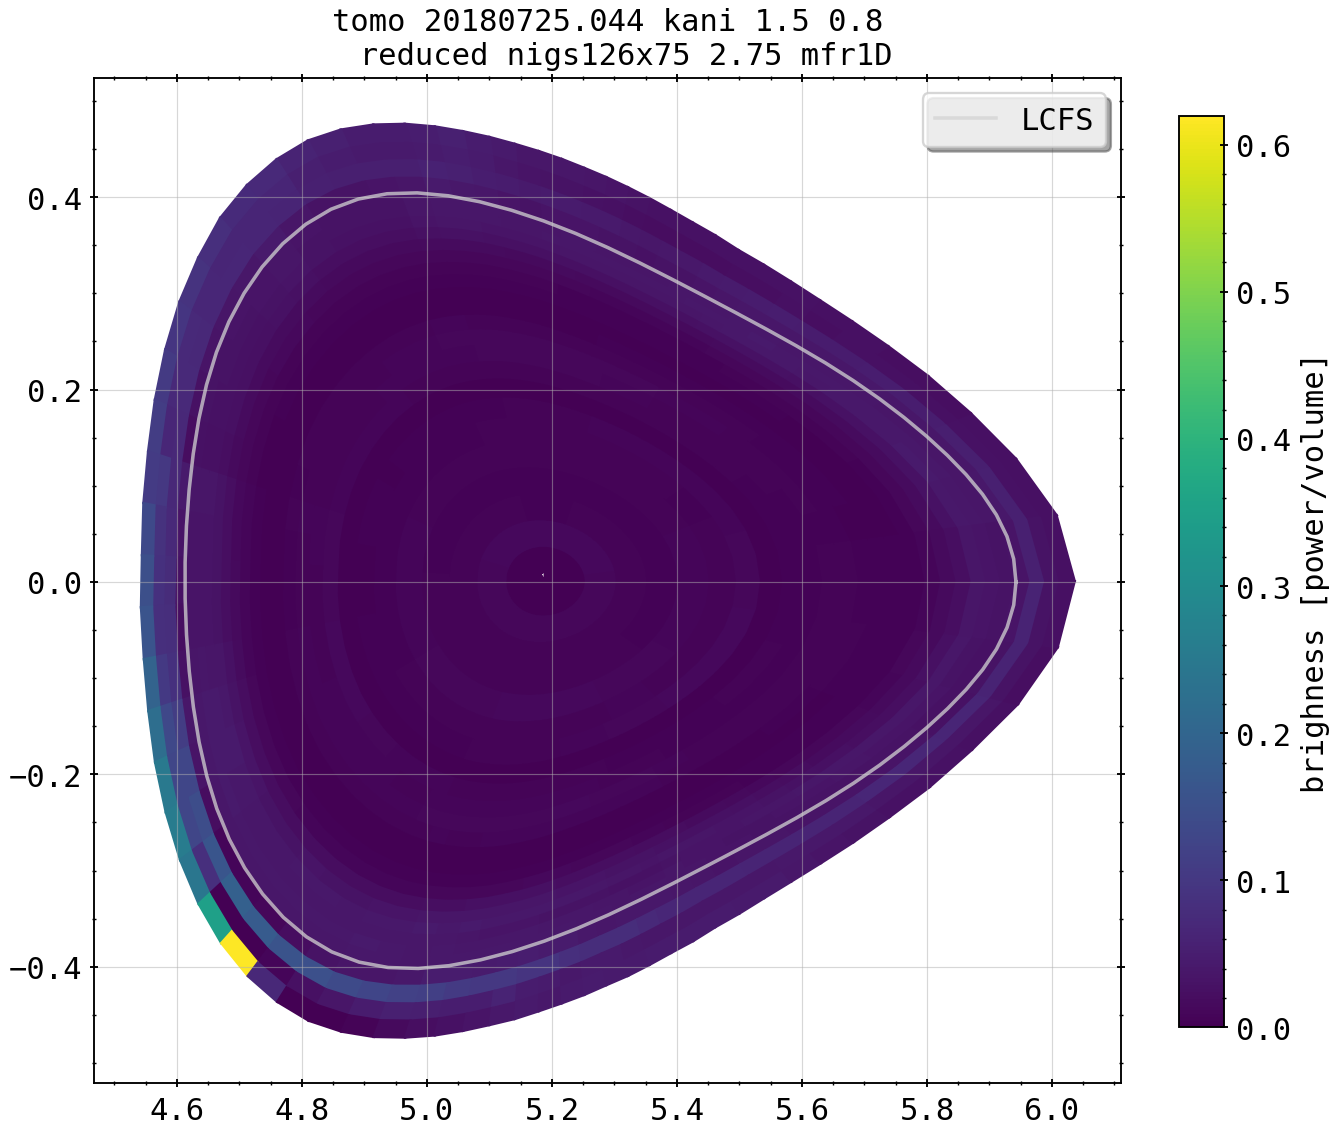 tomo 20180725.044 kani 1.5 0.8
reduced nigs126x75 2.75 mfr1D
LCFS
0.4
0.2
0.0
−0.2
−0.4
4.6 4.8 5.0 5.2 5.4 5.6 5.8 6.0
0.6
0.5
0.4
0.3
0.2
0.1
0.0
brighness [power/volume]